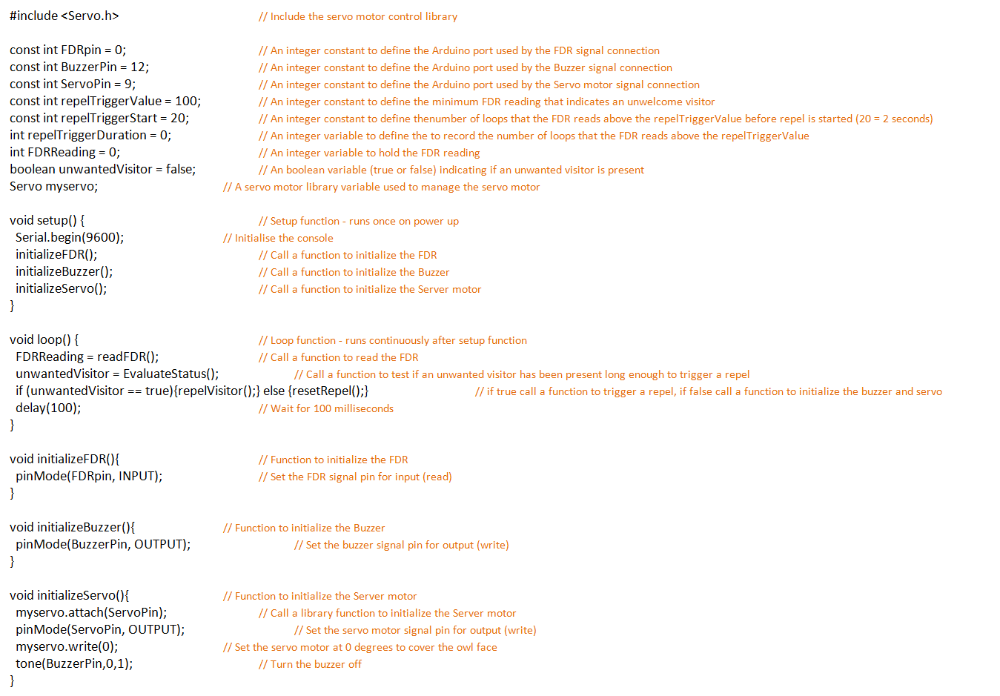 #include <Servo.h> // Include the servo motor control library
const int FDRpin = 0; // An integer constant to define the Arduino port used by the FDR signal connection
const int BuzzerPin = 12; // An integer constant to define the Arduino port used by the Buzzer signal connection
const int ServoPin = 9; // An integer constant to define the Arduino port used by the Servo motor signal connection
const int repelTriggerValue = 100; // An integer constant to define the minimum FDR reading that indicates an unwelcome visitor
const int repelTriggerStart = 20; // An integer constant to define thenumber of loops that the FDR reads above the repelTriggerValue before repel is started (20 = 2 seconds)
int repelTriggerDuration = 0; // An integer variable to define the to record the number of loops that the FDR reads above the repelTriggerValue
int FDRReading = 0; // An integer variable to hold the FDR reading
boolean unwantedVisitor = false; // An boolean variable (true or false) indicating if an unwanted visitor is present
Servo myservo; // A servo motor library variable used to manage the servo motor
void setup() { // Setup function - runs once on power up
Serial.begin(9600); // Initialise the console
initializeFDR(); // Call a function to initialize the FDR
initializeBuzzer(); // Call a function to initialize the Buzzer
initializeServo(); // Call a function to initialize the Server motor
}
void loop() { // Loop function - runs continuously after setup function
FDRReading = readFDR(); // Call a function to read the FDR
unwantedVisitor = EvaluateStatus(); // Call a function to test if an unwanted visitor has been present long enough to trigger a repel
if (unwantedVisitor == true){repelVisitor();} else {resetRepel();} // if true call a function to trigger a repel, if false call a function to initialize the buzzer and servo
delay(100); // Wait for 100 milliseconds
}
void initializeFDR(){ // Function to initialize the FDR
pinMode(FDRpin, INPUT); // Set the FDR signal pin for input (read)
}
void initializeBuzzer(){ // Function to initialize the Buzzer
pinMode(BuzzerPin, OUTPUT); // Set the buzzer signal pin for output (write)
}
void initializeServo(){ // Function to initialize the Server motor
myservo.attach(ServoPin); // Call a library function to initialize the Server motor
pinMode(ServoPin, OUTPUT); // Set the servo motor signal pin for output (write)
myservo.write(0); // Set the servo motor at 0 degrees to cover the owl face
tone(BuzzerPin,0,1); // Turn the buzzer off
}